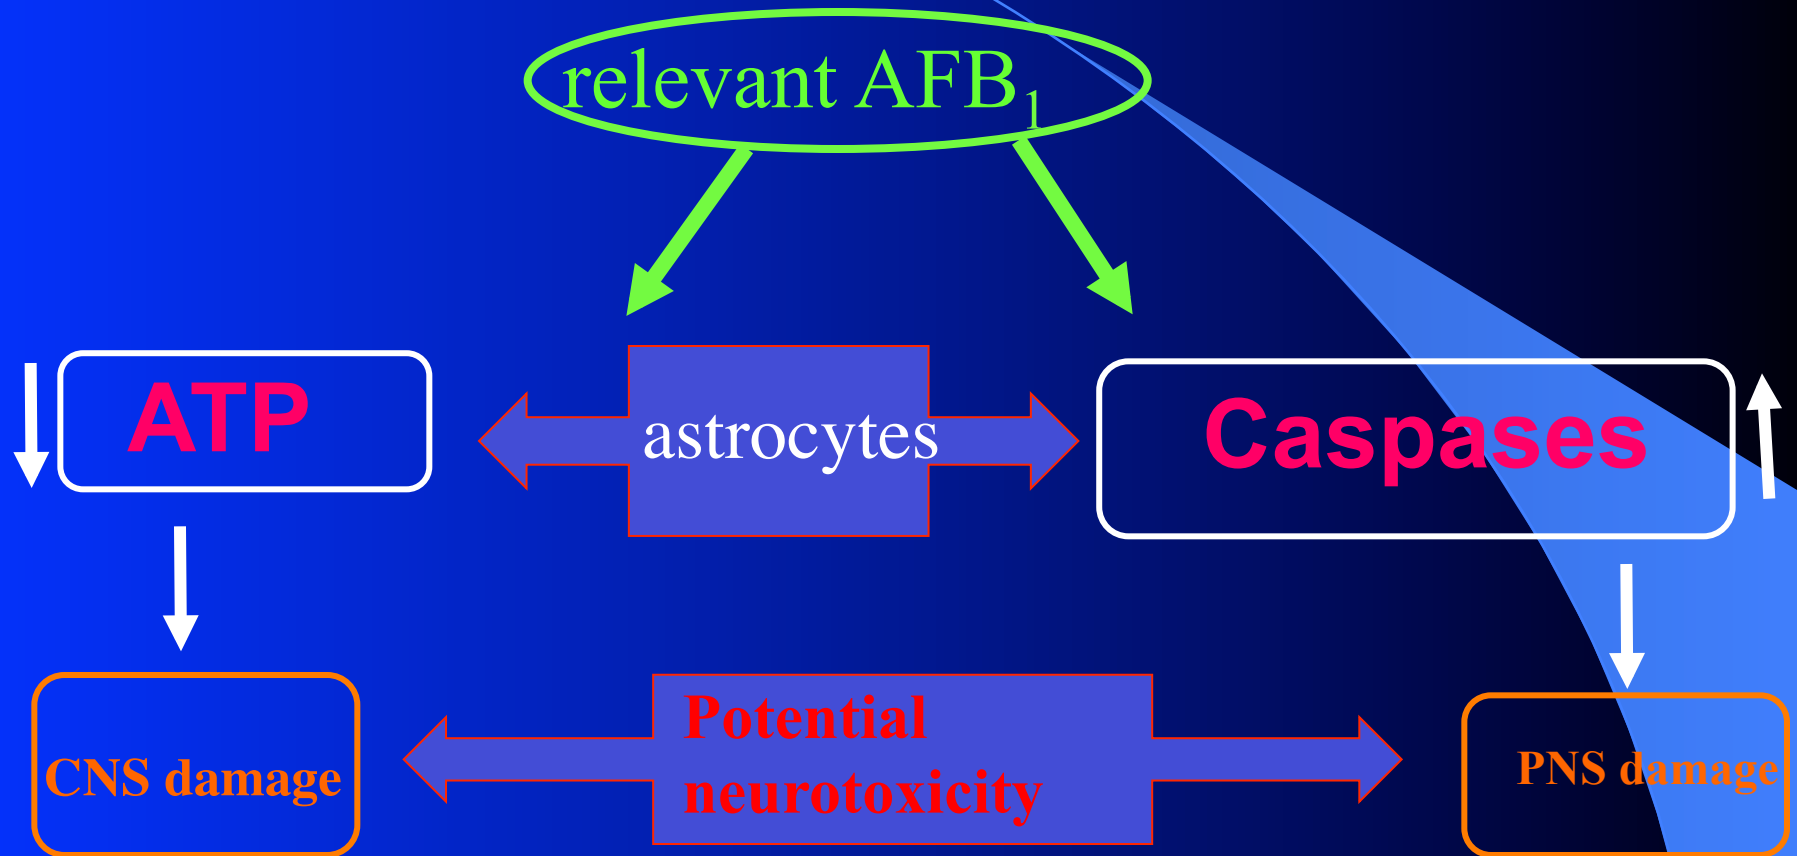 relevant AFB₁
ATP
astrocytes
Caspases
Potential
neurotoxicity
CNS damage
PNS damage